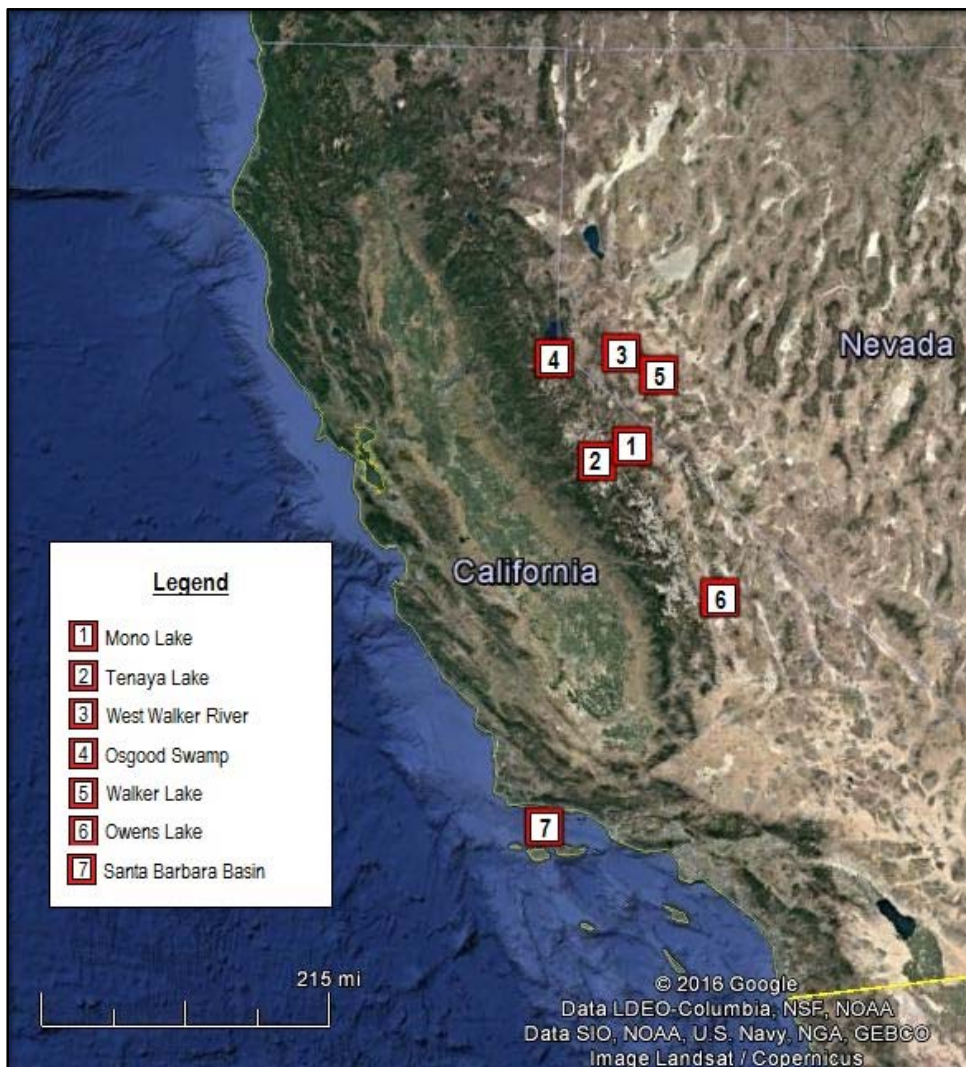 Nevada
4
3
5
1
2
California
6
Legend
1 Mono Lake
2 Tenaya Lake
3 West Walker River
4 Osgood Swamp
5 Walker Lake
6 Owens Lake
7 Santa Barbara Basin
7
215 mi
© 2016 Google
Data LDEO-Columbia, NSF, NOAA
Data SIO, NOAA, U.S. Navy, NGA, GEBCO
Image Landsat / Copernicus